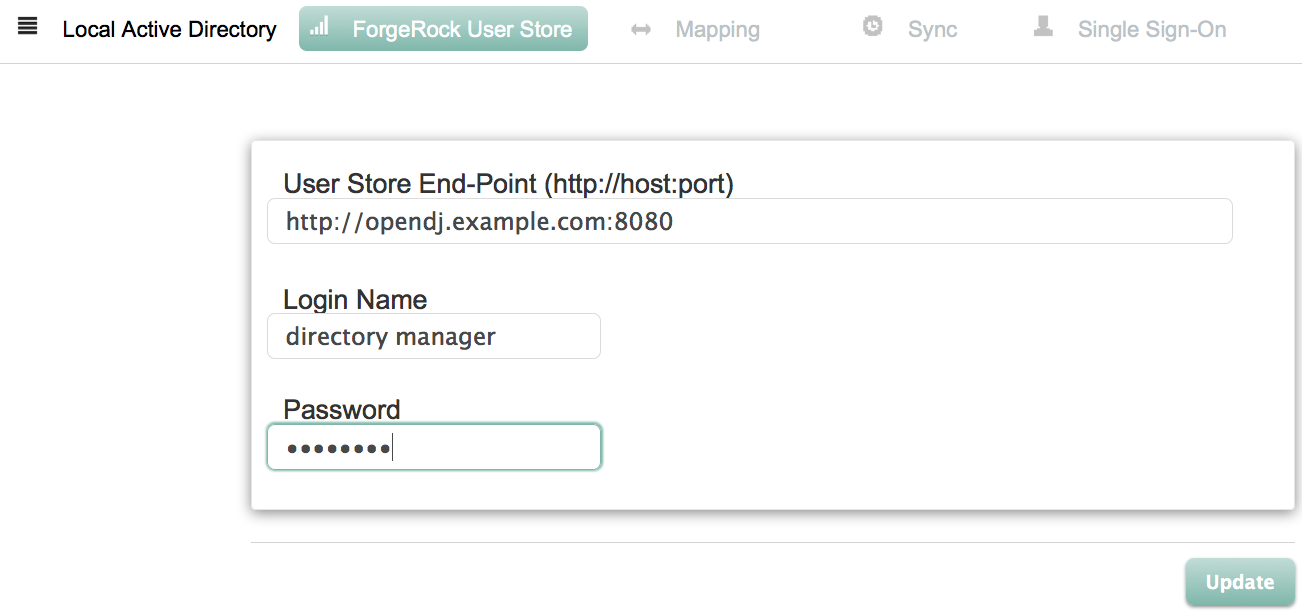 Local Active Directory ForgeRock User Store Mapping Sync Single Sign-On
User Store End-Point (http://host:port)
http://opendj.example.com:8080
Login Name
directory manager
Password
••••••••
Update